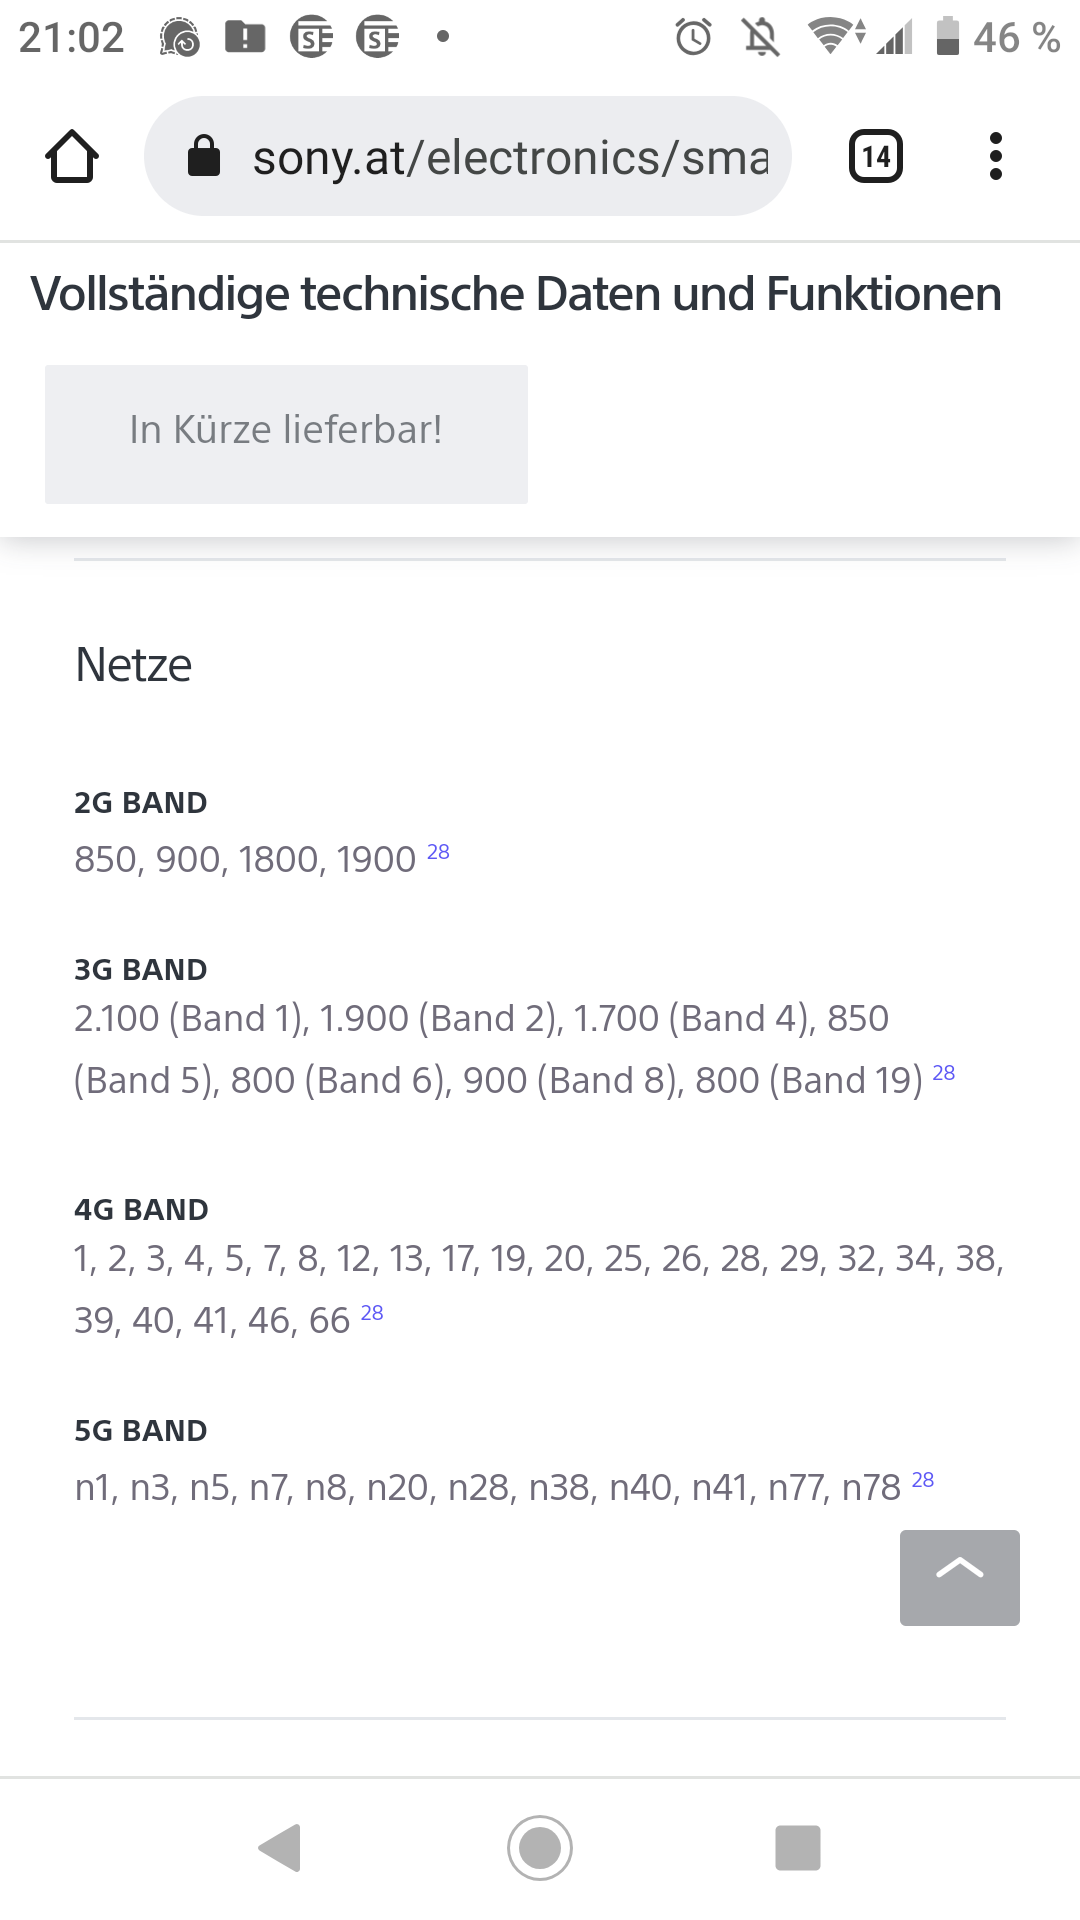 21:02
46 %
sony.at/electronics/sma
14
Vollständige technische Daten und Funktionen
In Kürze lieferbar!
Netze
2G BAND
850, 900, 1800, 1900 28
3G BAND
2.100 (Band 1), 1.900 (Band 2), 1.700 (Band 4), 850
(Band 5), 800 (Band 6), 900 (Band 8), 800 (Band 19) 28
4G BAND
1, 2, 3, 4, 5, 7, 8, 12, 13, 17, 19, 20, 25, 26, 28, 29, 32, 34, 38,
39, 40, 41, 46, 66 28
5G BAND
n1, n3, n5, n7, n8, n20, n28, n38, n40, n41, n77, n78 28